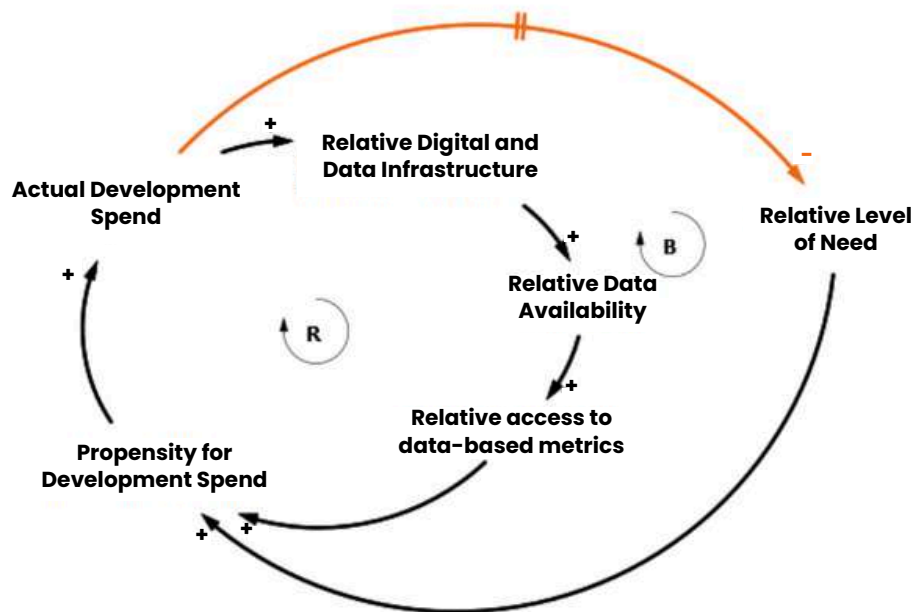 +
Relative Digital and
Data Infrastructure
-
Actual Development
Spend
Relative Level
of Need
+
B
+
Relative Data
Availability
R
+
Relative access to
data-based metrics
Propensity for
Development Spend
+
+